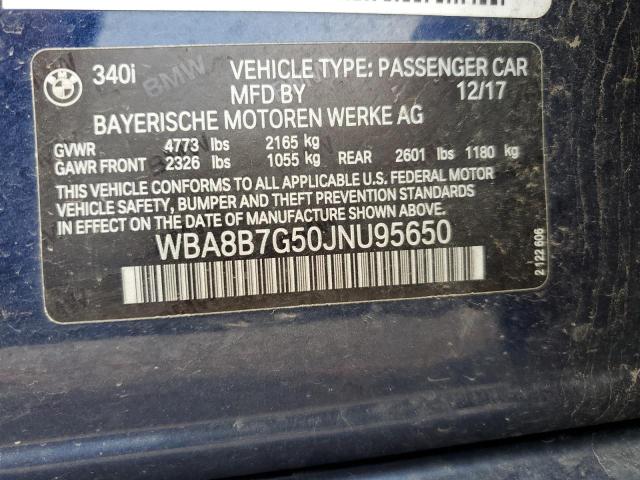 340i VEHICLE TYPE: PASSENGER CAR
MFD BY 12/17
BAYERISCHE MOTOREN WERKE AG
GVWR 4773 lbs 2165 kg
GAWR FRONT 2326 lbs 1055 kg REAR 2601 lbs 1180 kg
THIS VEHICLE CONFORMS TO ALL APPLICABLE U.S. FEDERAL MOTOR
VEHICLE SAFETY, BUMPER AND THEFT PREVENTION STANDARDS
IN EFFECT ON THE DATE OF MANUFACTURE SHOWN ABOVE.
WBA8B7G50JNU95650
2 122 606